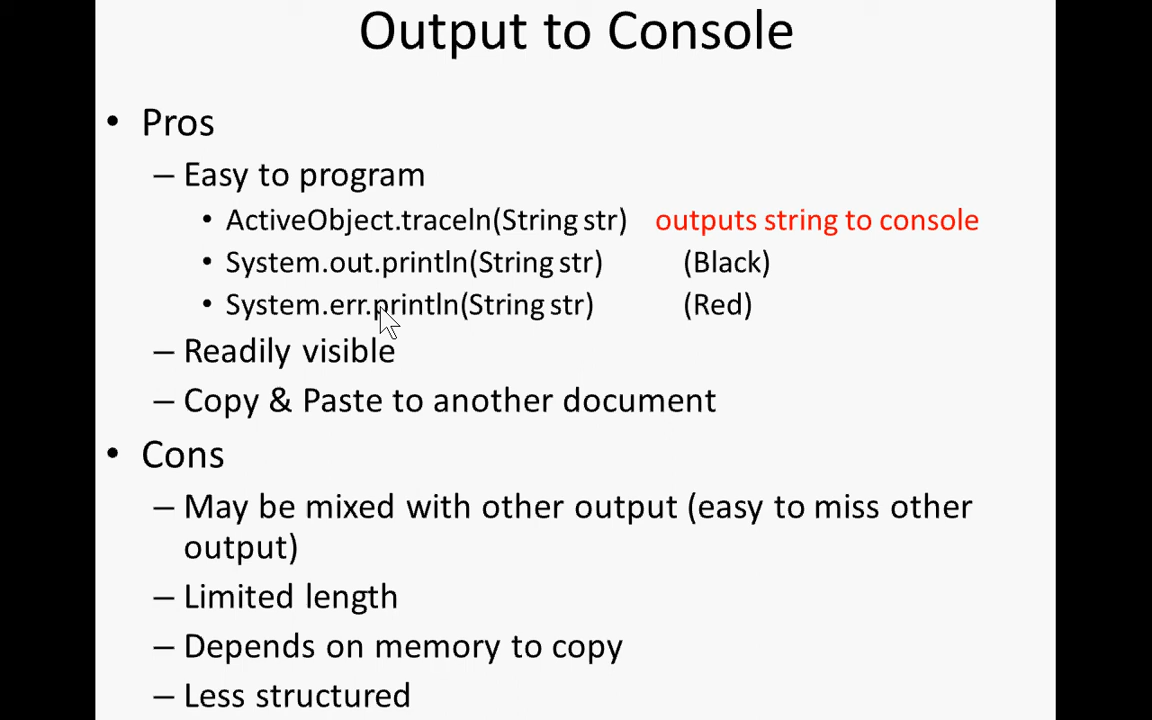 Output to Console
• Pros
– Easy to program
• ActiveObject.traceln(String str) outputs string to console
• System.out.println(String str) (Black)
• System.err.println(String str) (Red)
– Readily visible
– Copy & Paste to another document
• Cons
– May be mixed with other output (easy to miss other
output)
– Limited length
– Depends on memory to copy
– Less structured